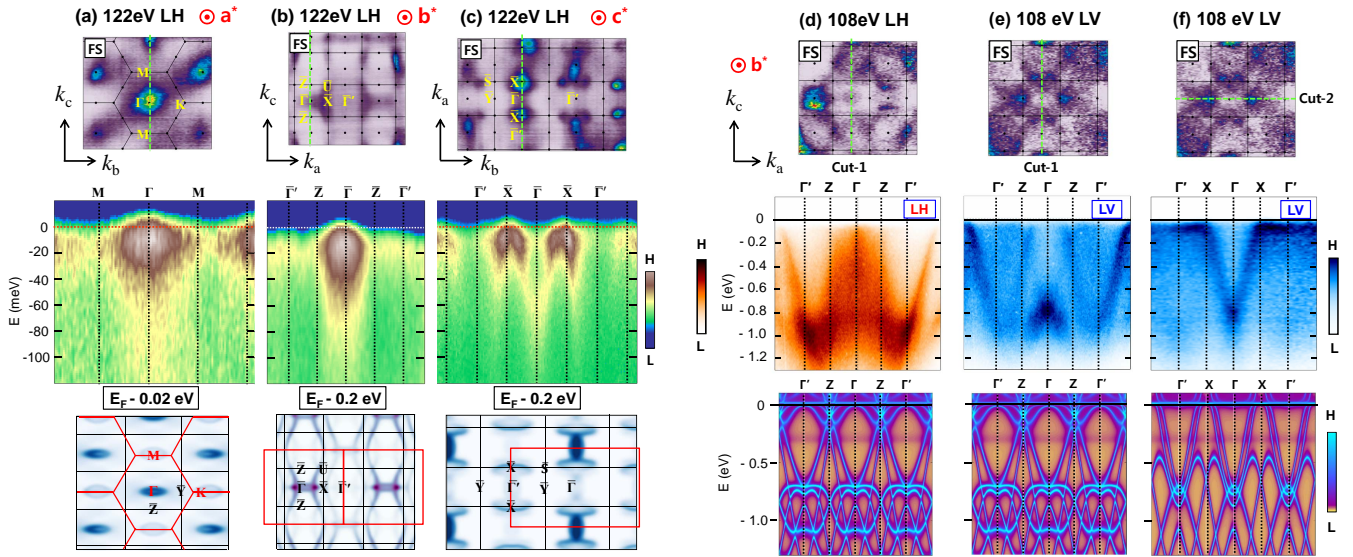 (a) 122eV LH
a*
FS
M
Γ
K
M
k_c
k_b
(b) 122eV LH
b*
FS
Z̄
Ū
Γ̄
X̄
Γ̄′
Z̄
k_c
k_a
(c) 122eV LH
c*
FS
S̄
X̄
Ȳ
Γ̄
Γ̄′
X̄
Γ̄′
k_a
k_b
b*
(d) 108eV LH
FS
k_c
k_a
Cut-1
(e) 108 eV LV
FS
Cut-1
(f) 108 eV LV
FS
Cut-2
M Γ M
Γ̄′ Z̄ Γ̄ Z̄ Γ̄′
Γ̄′ X̄ Γ̄ X̄ Γ̄′
E (meV)
0
-20
-40
-60
-80
-100
H
L
Γ′ Z Γ Z Γ′
LH
Γ′ Z Γ Z Γ′
LV
Γ′ X Γ X Γ′
LV
E (eV)
0
- 0.2
- 0.4
- 0.6
- 0.8
- 1.0
- 1.2
H
L
H
L
E_F - 0.02 eV
M
Γ̄
Ȳ
K
Z̄
E_F - 0.2 eV
Z̄
Ū
Γ̄
X̄
Γ̄′
Z̄
E_F - 0.2 eV
X̄
S̄
Ȳ
Γ̄′
Ȳ
Γ̄
X̄
Γ′ Z Γ Z Γ′
Γ′ Z Γ Z Γ′
Γ′ X Γ X Γ′
E (eV)
0
-0.5
- 1.0
H
L